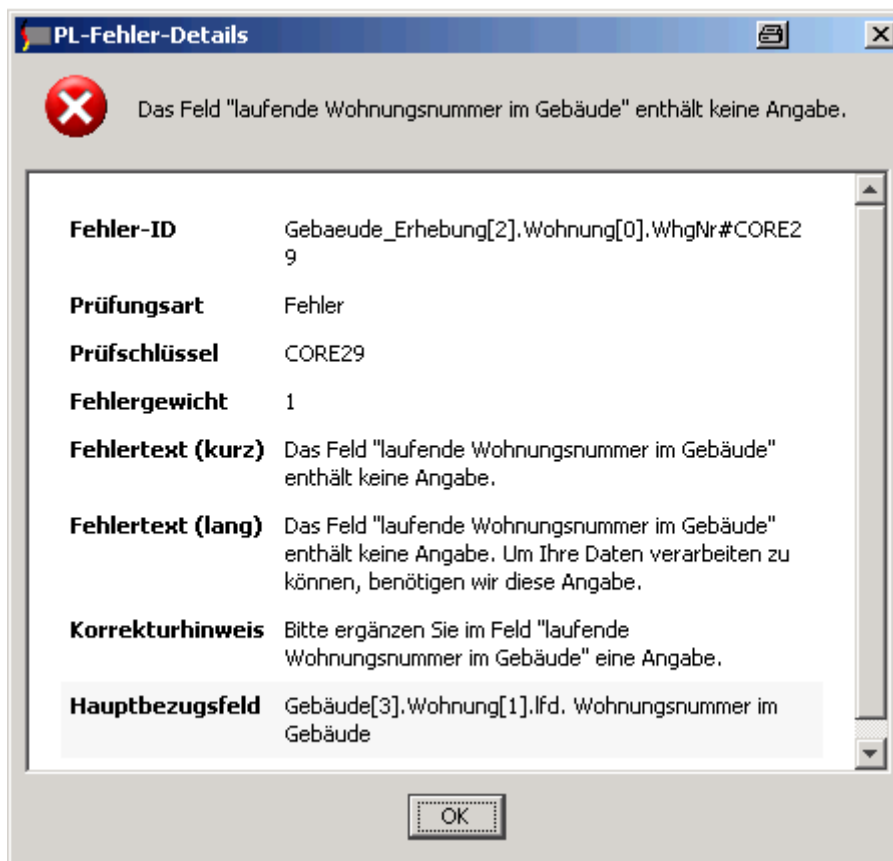 PL-Fehler-Details
Das Feld "laufende Wohnungsnummer im Gebäude" enthält keine Angabe.
Fehler-ID Gebaeude_Erhebung[2].Wohnung[0].WhgNr#CORE2
9
Prüfungsart Fehler
Prüfschlüssel CORE29
Fehlergewicht 1
Fehlertext (kurz) Das Feld "laufende Wohnungsnummer im Gebäude"
enthält keine Angabe.
Fehlertext (lang) Das Feld "laufende Wohnungsnummer im Gebäude"
enthält keine Angabe. Um Ihre Daten verarbeiten zu
können, benötigen wir diese Angabe.
Korrekturhinweis Bitte ergänzen Sie im Feld "laufende
Wohnungsnummer im Gebäude" eine Angabe.
Hauptbezugsfeld Gebäude[3].Wohnung[1].lfd. Wohnungsnummer im
Gebäude
OK